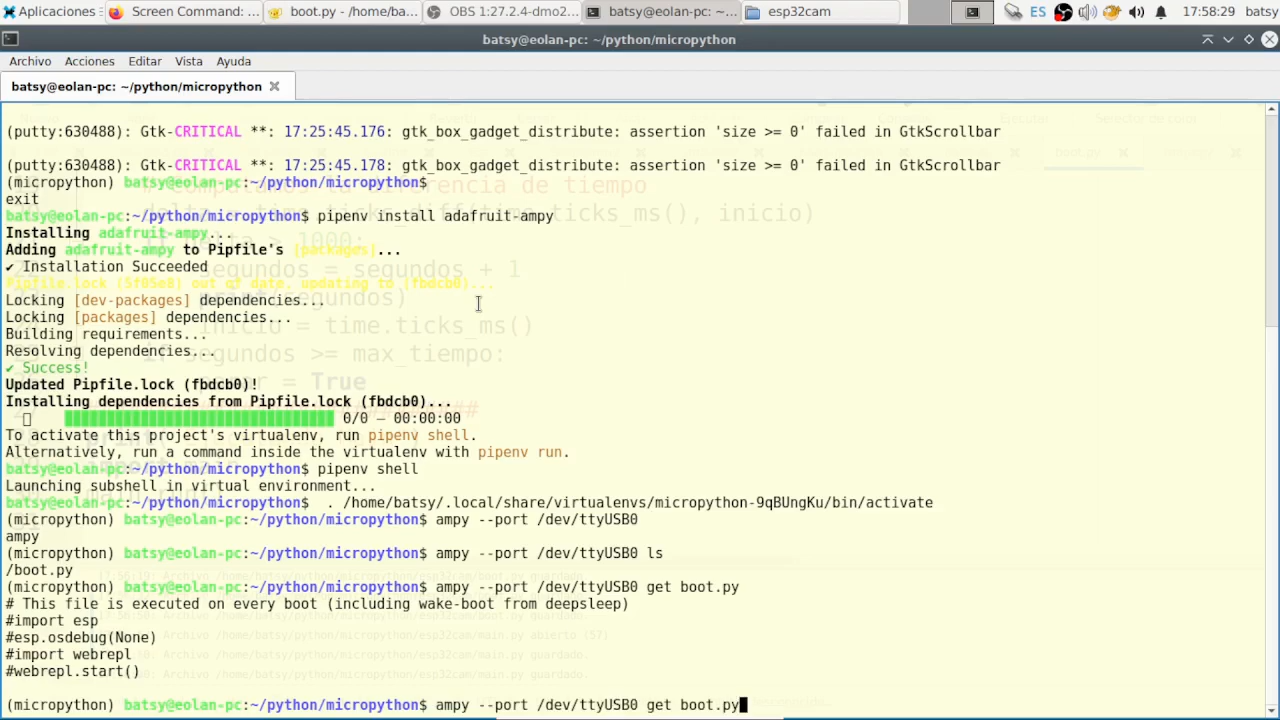 Aplicaciones
Screen Command: ...
boot.py - /home/ba...
OBS 1:27.2.4-dmo2...
batsy@eolan-pc: ~...
esp32cam
ES
17:58:29 batsy
batsy@eolan-pc: ~/python/micropython
Archivo Acciones Editar Vista Ayuda
batsy@eolan-pc: ~/python/micropython
(putty:630488): Gtk-CRITICAL **: 17:25:45.176: gtk_box_gadget_distribute: assertion 'size >= 0' failed in GtkScrollbar
(putty:630488): Gtk-CRITICAL **: 17:25:45.178: gtk_box_gadget_distribute: assertion 'size >= 0' failed in GtkScrollbar
(micropython) batsy@eolan-pc:~/python/micropython$
exit
batsy@eolan-pc:~/python/micropython$ pipenv install adafruit-ampy
Installing adafruit-ampy...
Adding adafruit-ampy to Pipfile's [packages]...
✔ Installation Succeeded
Pipfile.lock (5f05e8) out of date, updating to (fbdcb0)...
Locking [dev-packages] dependencies...
Locking [packages] dependencies...
Building requirements...
Resolving dependencies...
✔ Success!
Updated Pipfile.lock (fbdcb0)!
Installing dependencies from Pipfile.lock (fbdcb0)...
0/0 — 00:00:00
To activate this project's virtualenv, run pipenv shell.
Alternatively, run a command inside the virtualenv with pipenv run.
batsy@eolan-pc:~/python/micropython$ pipenv shell
Launching subshell in virtual environment...
batsy@eolan-pc:~/python/micropython$  . /home/batsy/.local/share/virtualenvs/micropython-9qBUngKu/bin/activate
(micropython) batsy@eolan-pc:~/python/micropython$ ampy --port /dev/ttyUSB0
ampy
(micropython) batsy@eolan-pc:~/python/micropython$ ampy --port /dev/ttyUSB0 ls
/boot.py
(micropython) batsy@eolan-pc:~/python/micropython$ ampy --port /dev/ttyUSB0 get boot.py
# This file is executed on every boot (including wake-boot from deepsleep)
#import esp
#esp.osdebug(None)
#import webrepl
#webrepl.start()
(micropython) batsy@eolan-pc:~/python/micropython$ ampy --port /dev/ttyUSB0 get boot.py